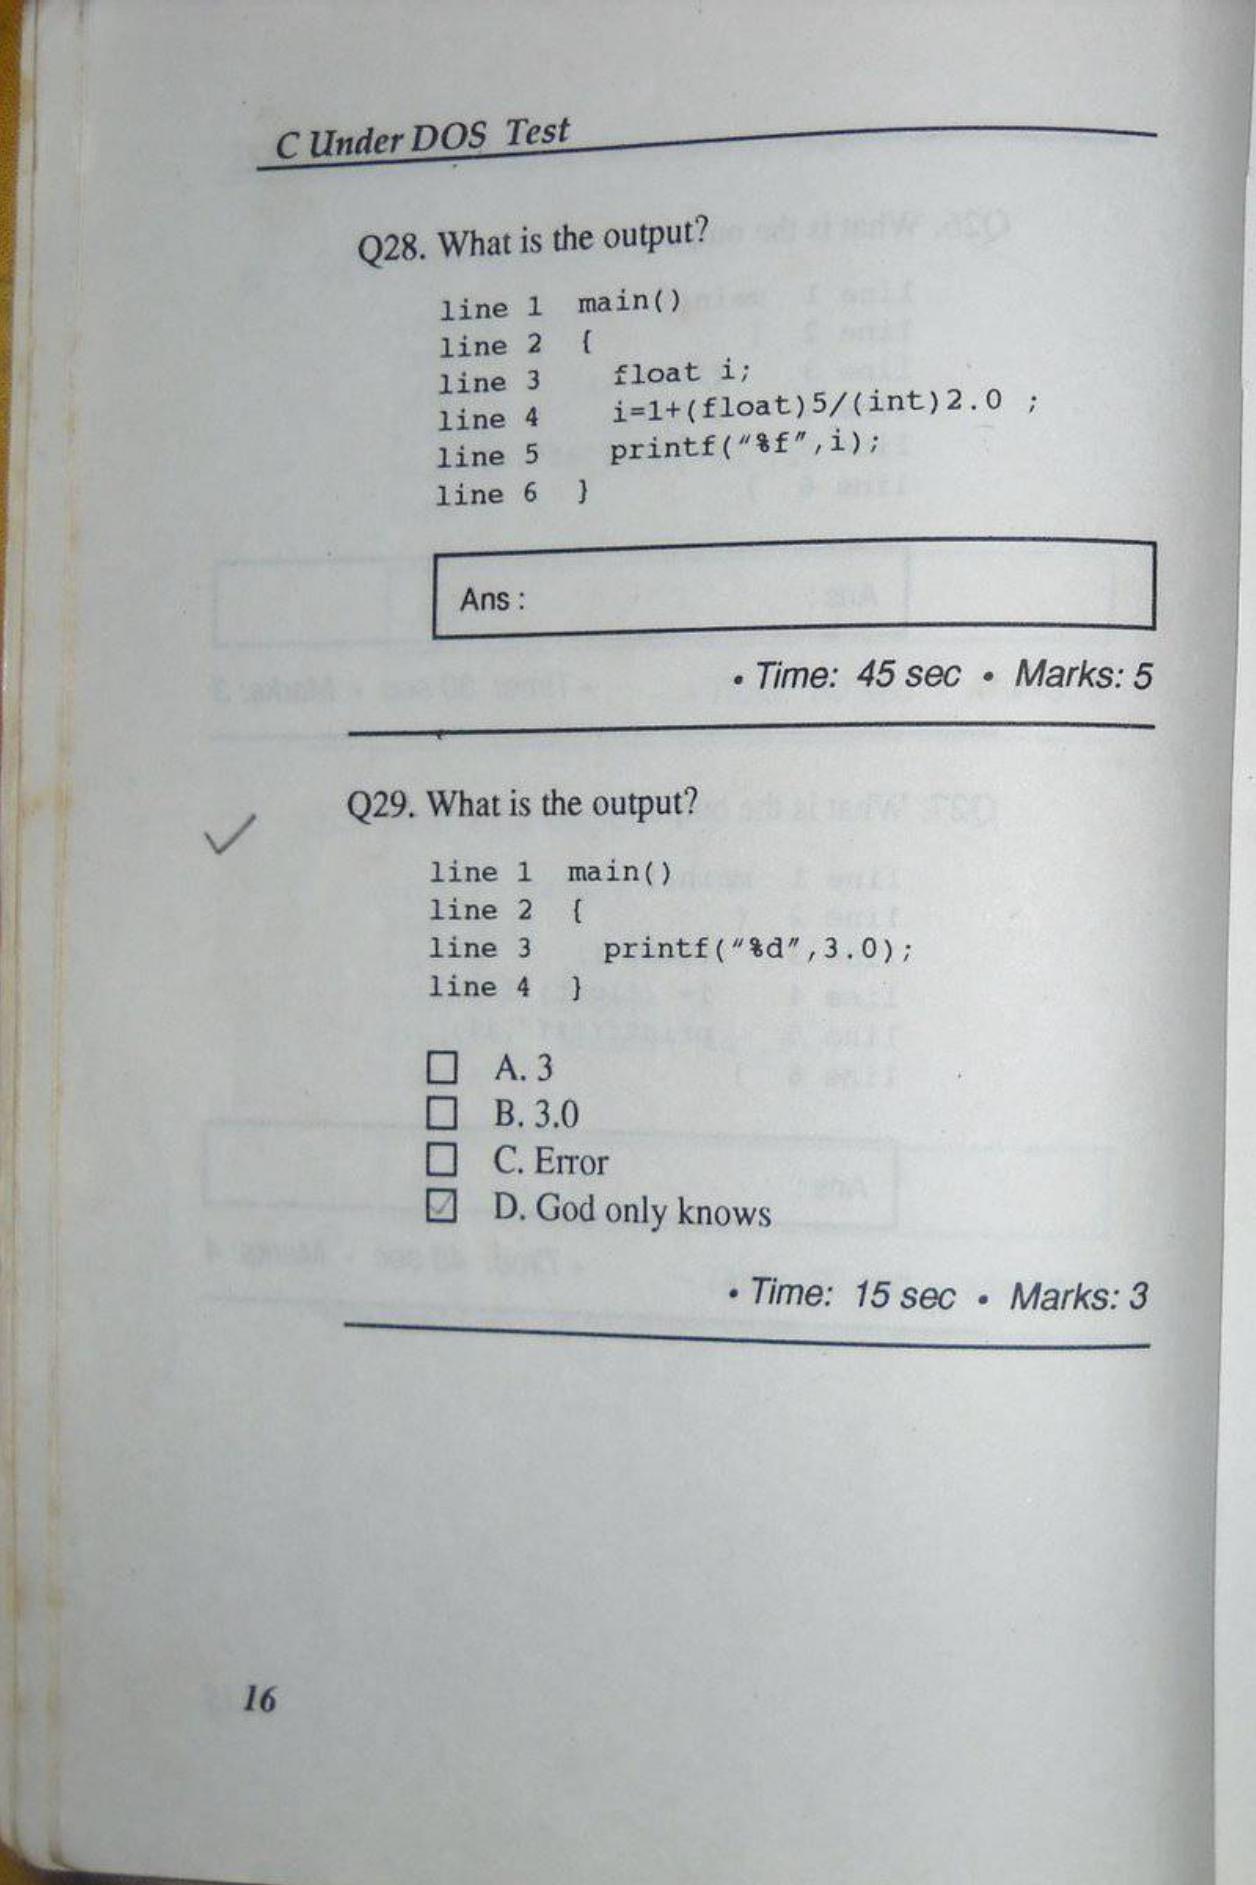 C Under DOS Test
Q28. What is the output?
line 1 main()
line 2 {
line 3 float i;
line 4 i=1+(float)5/(int)2.0 ;
line 5 printf("%f",i);
line 6 }
Ans :
• Time: 45 sec • Marks: 5
Q29. What is the output?
line 1 main()
line 2 {
line 3 printf("%d",3.0);
line 4 }
A. 3
B. 3.0
C. Error
D. God only knows
• Time: 15 sec • Marks: 3
16